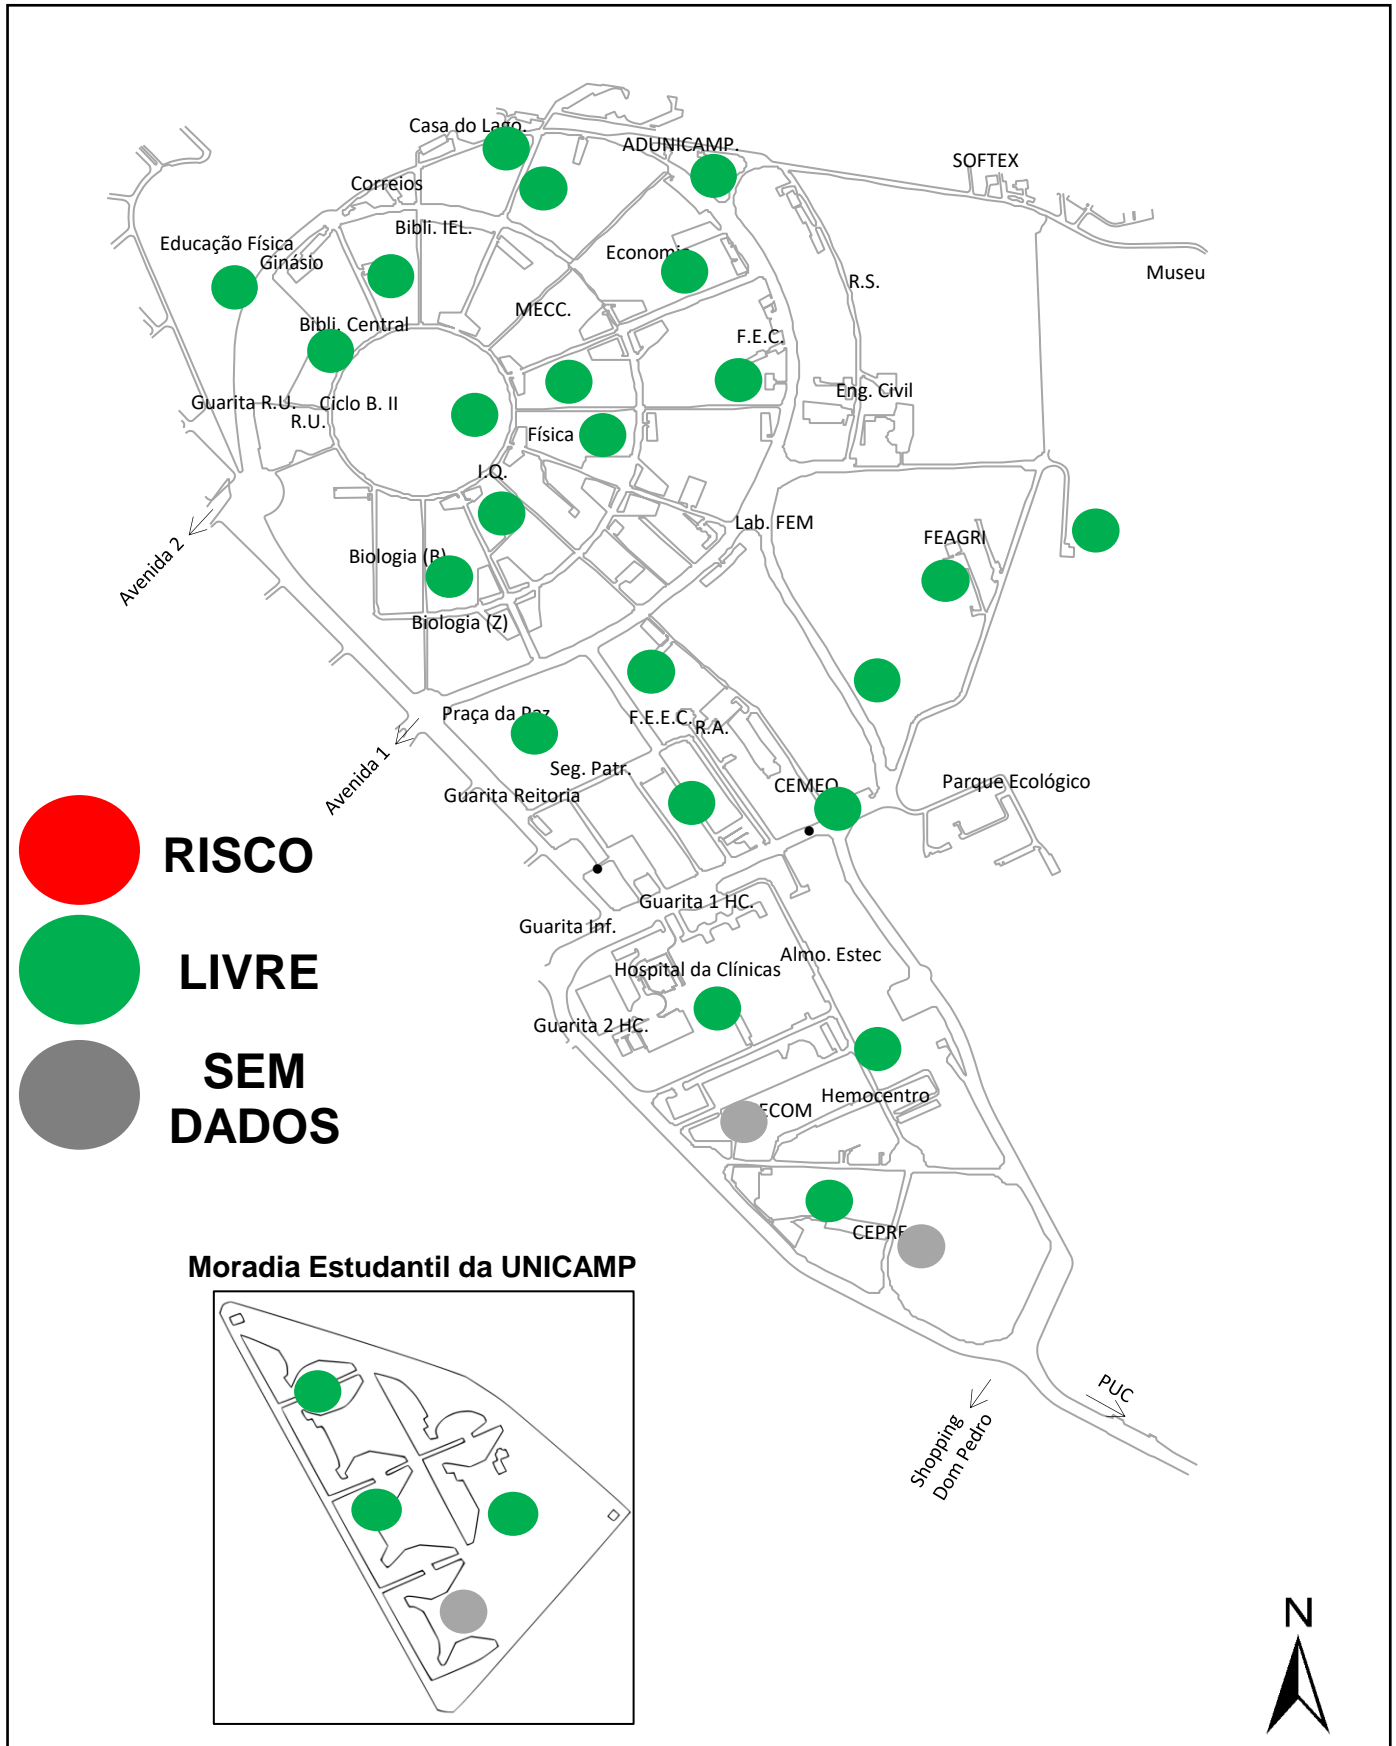 Casa do Lago.
ADUNICAMP.
SOFTEX
Correios
Bibli. IEL.
Educação Física
Ginásio
Economia
Museu
R.S.
MECC.
Bibli. Central
F.E.C.
Eng. Civil
Guarita R.U.
Ciclo B. II
R.U.
Física
I.Q.
Lab. FEM
FEAGRI
Avenida 2
Biologia (B)
Biologia (Z)
Praça da Paz
F.E.E.C.
R.A.
Avenida 1
Seg. Patr.
Guarita Reitoria
CEMEQ
Parque Ecológico
RISCO
Guarita 1 HC.
Guarita Inf.
Almo. Estec
LIVRE
Hospital da Clínicas
Guarita 2 HC.
SEM
DADOS
Hemocentro
ECOM
CEPRE
Moradia Estudantil da UNICAMP
PUC
Shopping
Dom Pedro
N